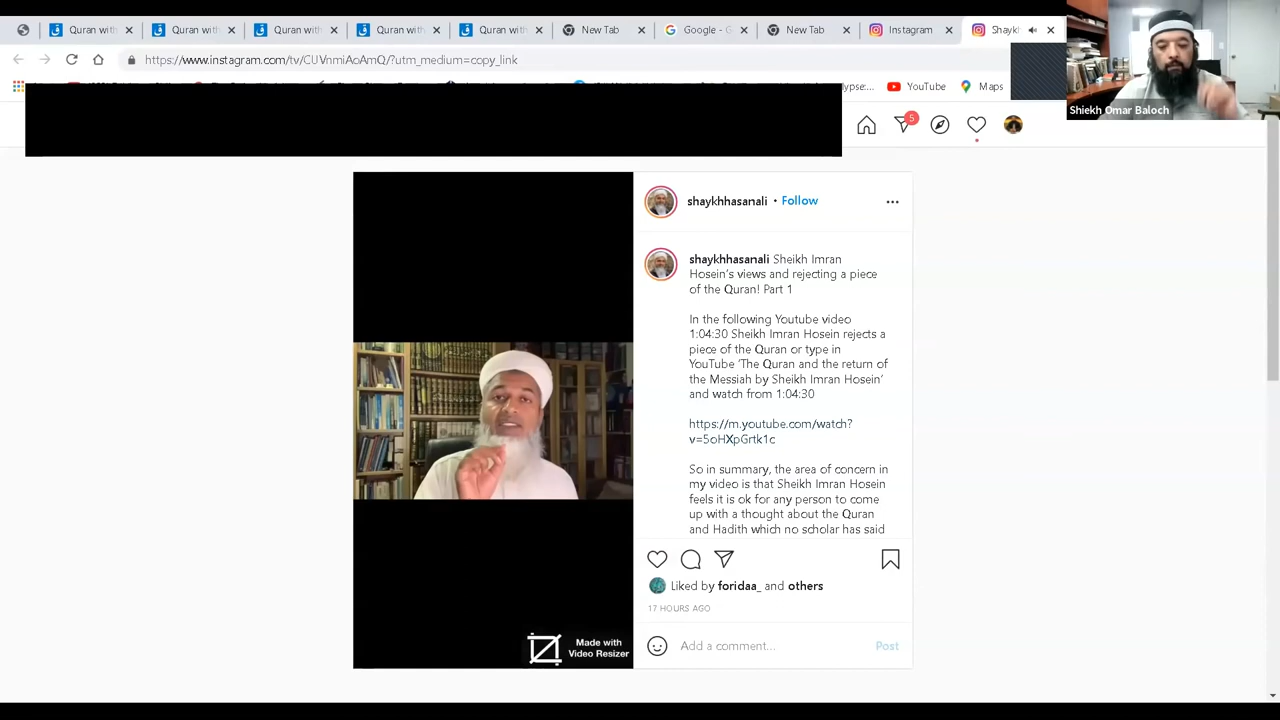 Quran with
Quran with
Quran with
Quran with
Quran with
New Tab
Google - G
New Tab
Instagram
Shaykh
https://www.instagram.com/tv/CUVnmiAoAmQ/?utm_medium=copy_link
lypse:...
YouTube
Maps
Shiekh Omar Baloch
5
shaykhhasanali • Follow
shaykhhasanali Sheikh Imran
Hosein's views and rejecting a piece
of the Quran! Part 1
In the following Youtube video
1:04:30 Sheikh Imran Hosein rejects a
piece of the Quran or type in
YouTube 'The Quran and the return of
the Messiah by Sheikh Imran Hosein'
and watch from 1:04:30
https://m.youtube.com/watch?
v=5oHXpGrtk1c
So in summary, the area of concern in
my video is that Sheikh Imran Hosein
feels it is ok for any person to come
up with a thought about the Quran
and Hadith which no scholar has said
Liked by foridaa_ and others
17 HOURS AGO
Add a comment...
Post
Made with
Video Resizer